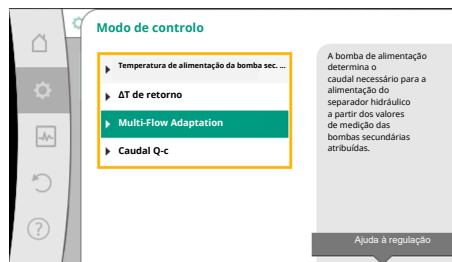 Modo de controlo
Temperatura de alimentação da bomba sec. ...
ΔT de retorno
Multi-Flow Adaptation
Caudal Q-c
A bomba de alimentação
determina o
caudal necessário para a
alimentação do
separador hidráulico
a partir dos valores
de medição das
bombas secundárias
atribuídas.
Ajuda à regulação